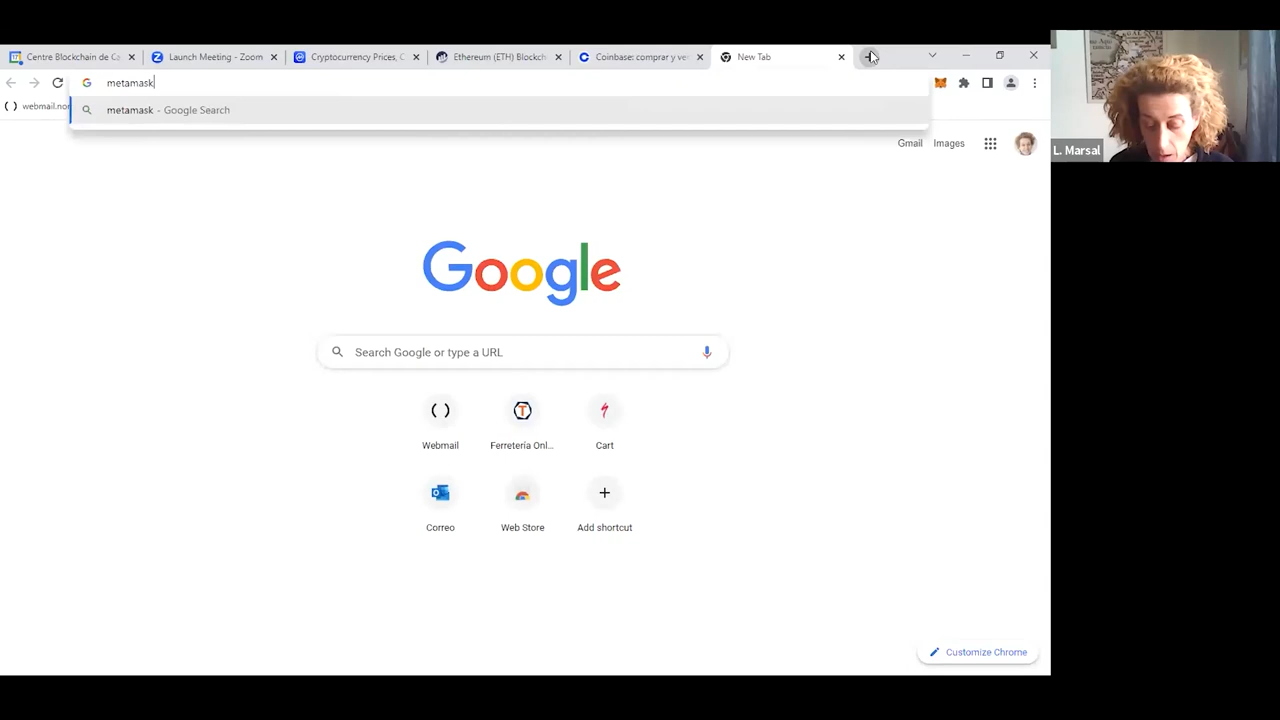 Centre Blockchain de Ca
Launch Meeting - Zoom
Cryptocurrency Prices,
Ethereum (ETH) Blockch
Coinbase: comprar y ve
New Tab
metamask
webmail.nom
metamask - Google Search
Gmail
Images
L. Marsal
Google
Search Google or type a URL
Webmail
Ferretería Onl...
Cart
Correo
Web Store
Add shortcut
Customize Chrome